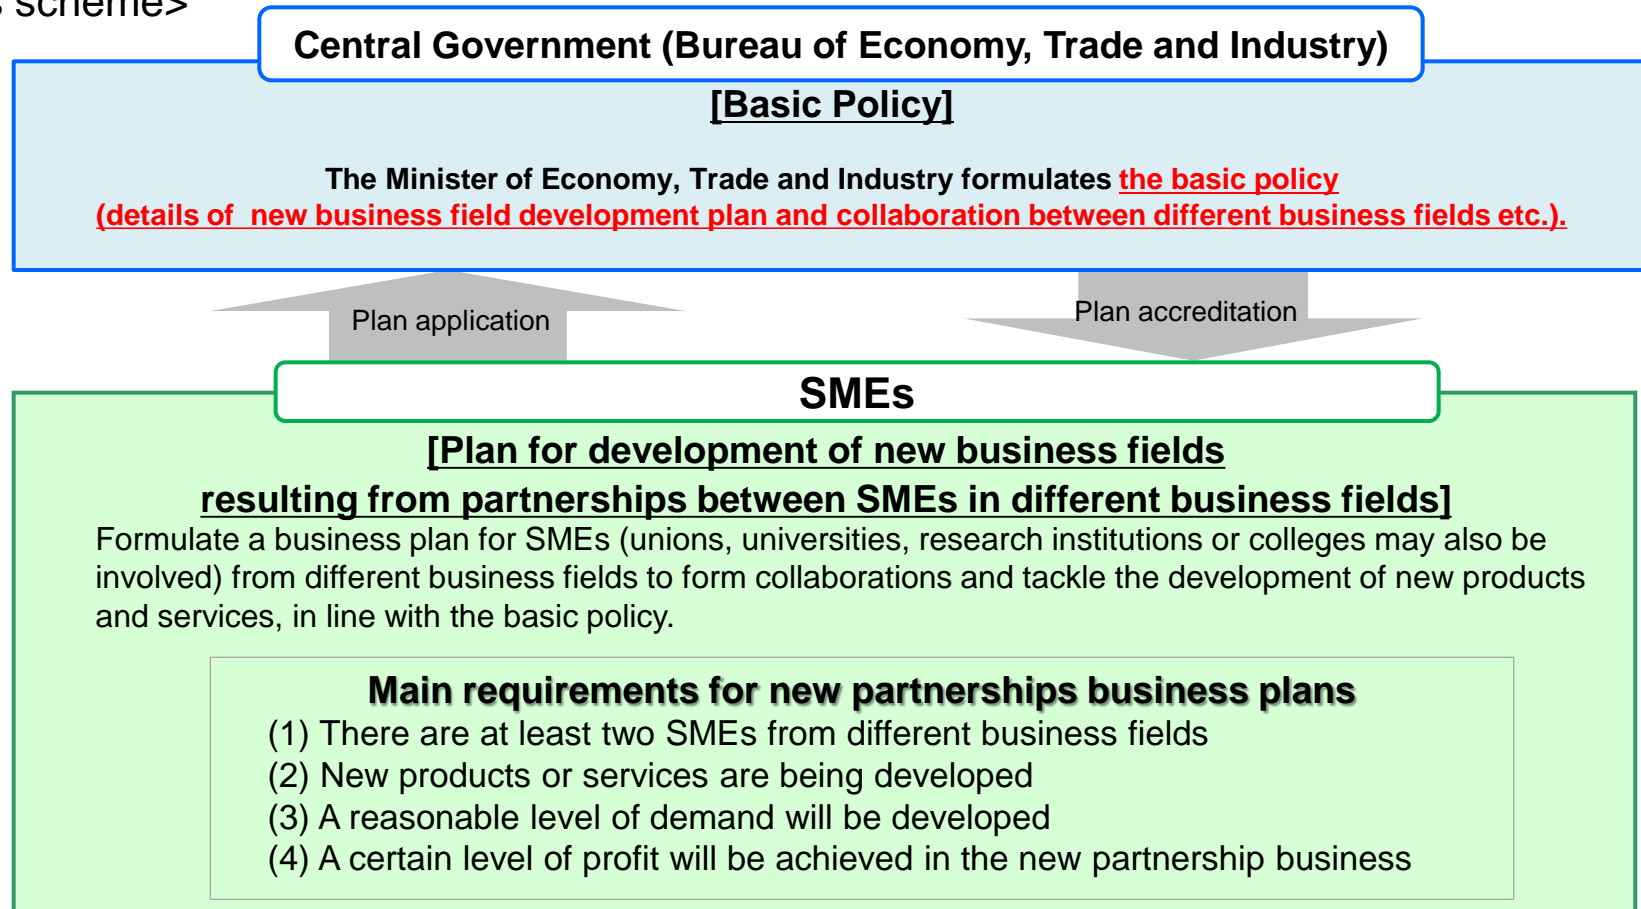 scheme>
Central Government (Bureau of Economy, Trade and Industry)
[Basic Policy]
The Minister of Economy, Trade and Industry formulates the basic policy
(details of  new business field development plan and collaboration between different business fields etc.).
Plan application
Plan accreditation
SMEs
[Plan for development of new business fields
resulting from partnerships between SMEs in different business fields]
Formulate a business plan for SMEs (unions, universities, research institutions or colleges may also be
involved) from different business fields to form collaborations and tackle the development of new products
and services, in line with the basic policy.
Main requirements for new partnerships business plans
(1) There are at least two SMEs from different business fields
(2) New products or services are being developed
(3) A reasonable level of demand will be developed
(4) A certain level of profit will be achieved in the new partnership business